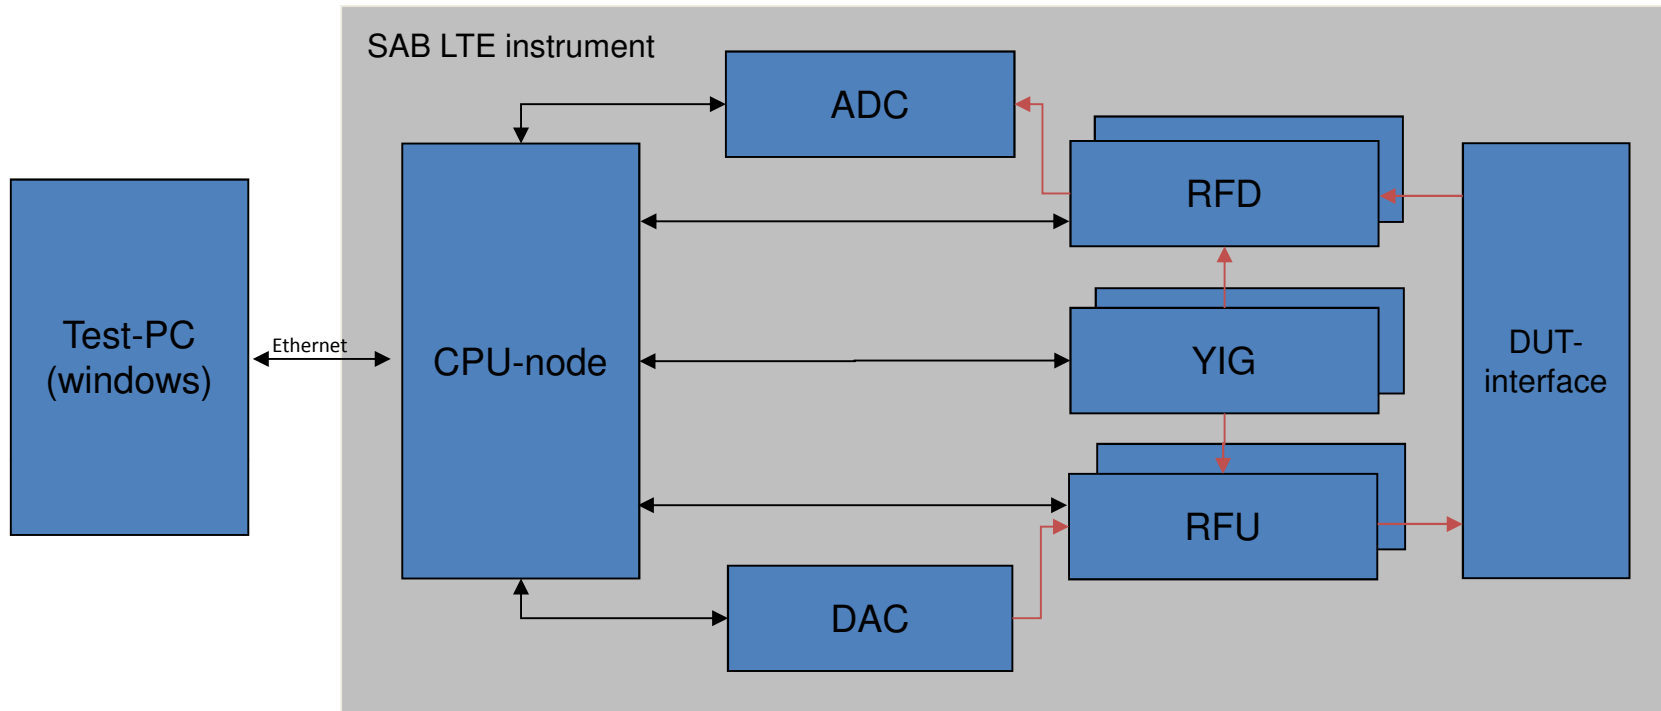 SAB LTE instrument
ADC
RFD
Test-PC
(windows)
Ethernet
CPU-node
YIG
DUT-
interface
RFU
DAC